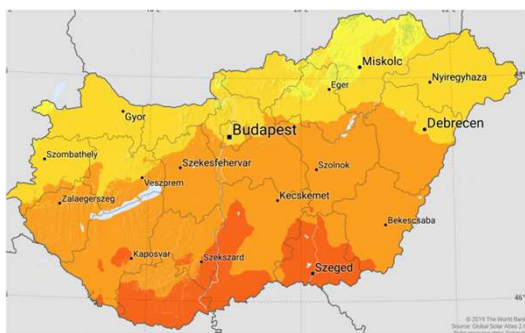 Miskolc
Nyiregyhaza
Eger
Gyor
Budapest
Debrecen
Szombathely
Szekesfehervar
Szolnok
Veszprem
Zalaegerszeg
Kecskemet
Bekescsaba
Kaposvar
Szekszard
Szeged
46°
© 2019 The World Bank
Source: Global Solar Atlas 2.0